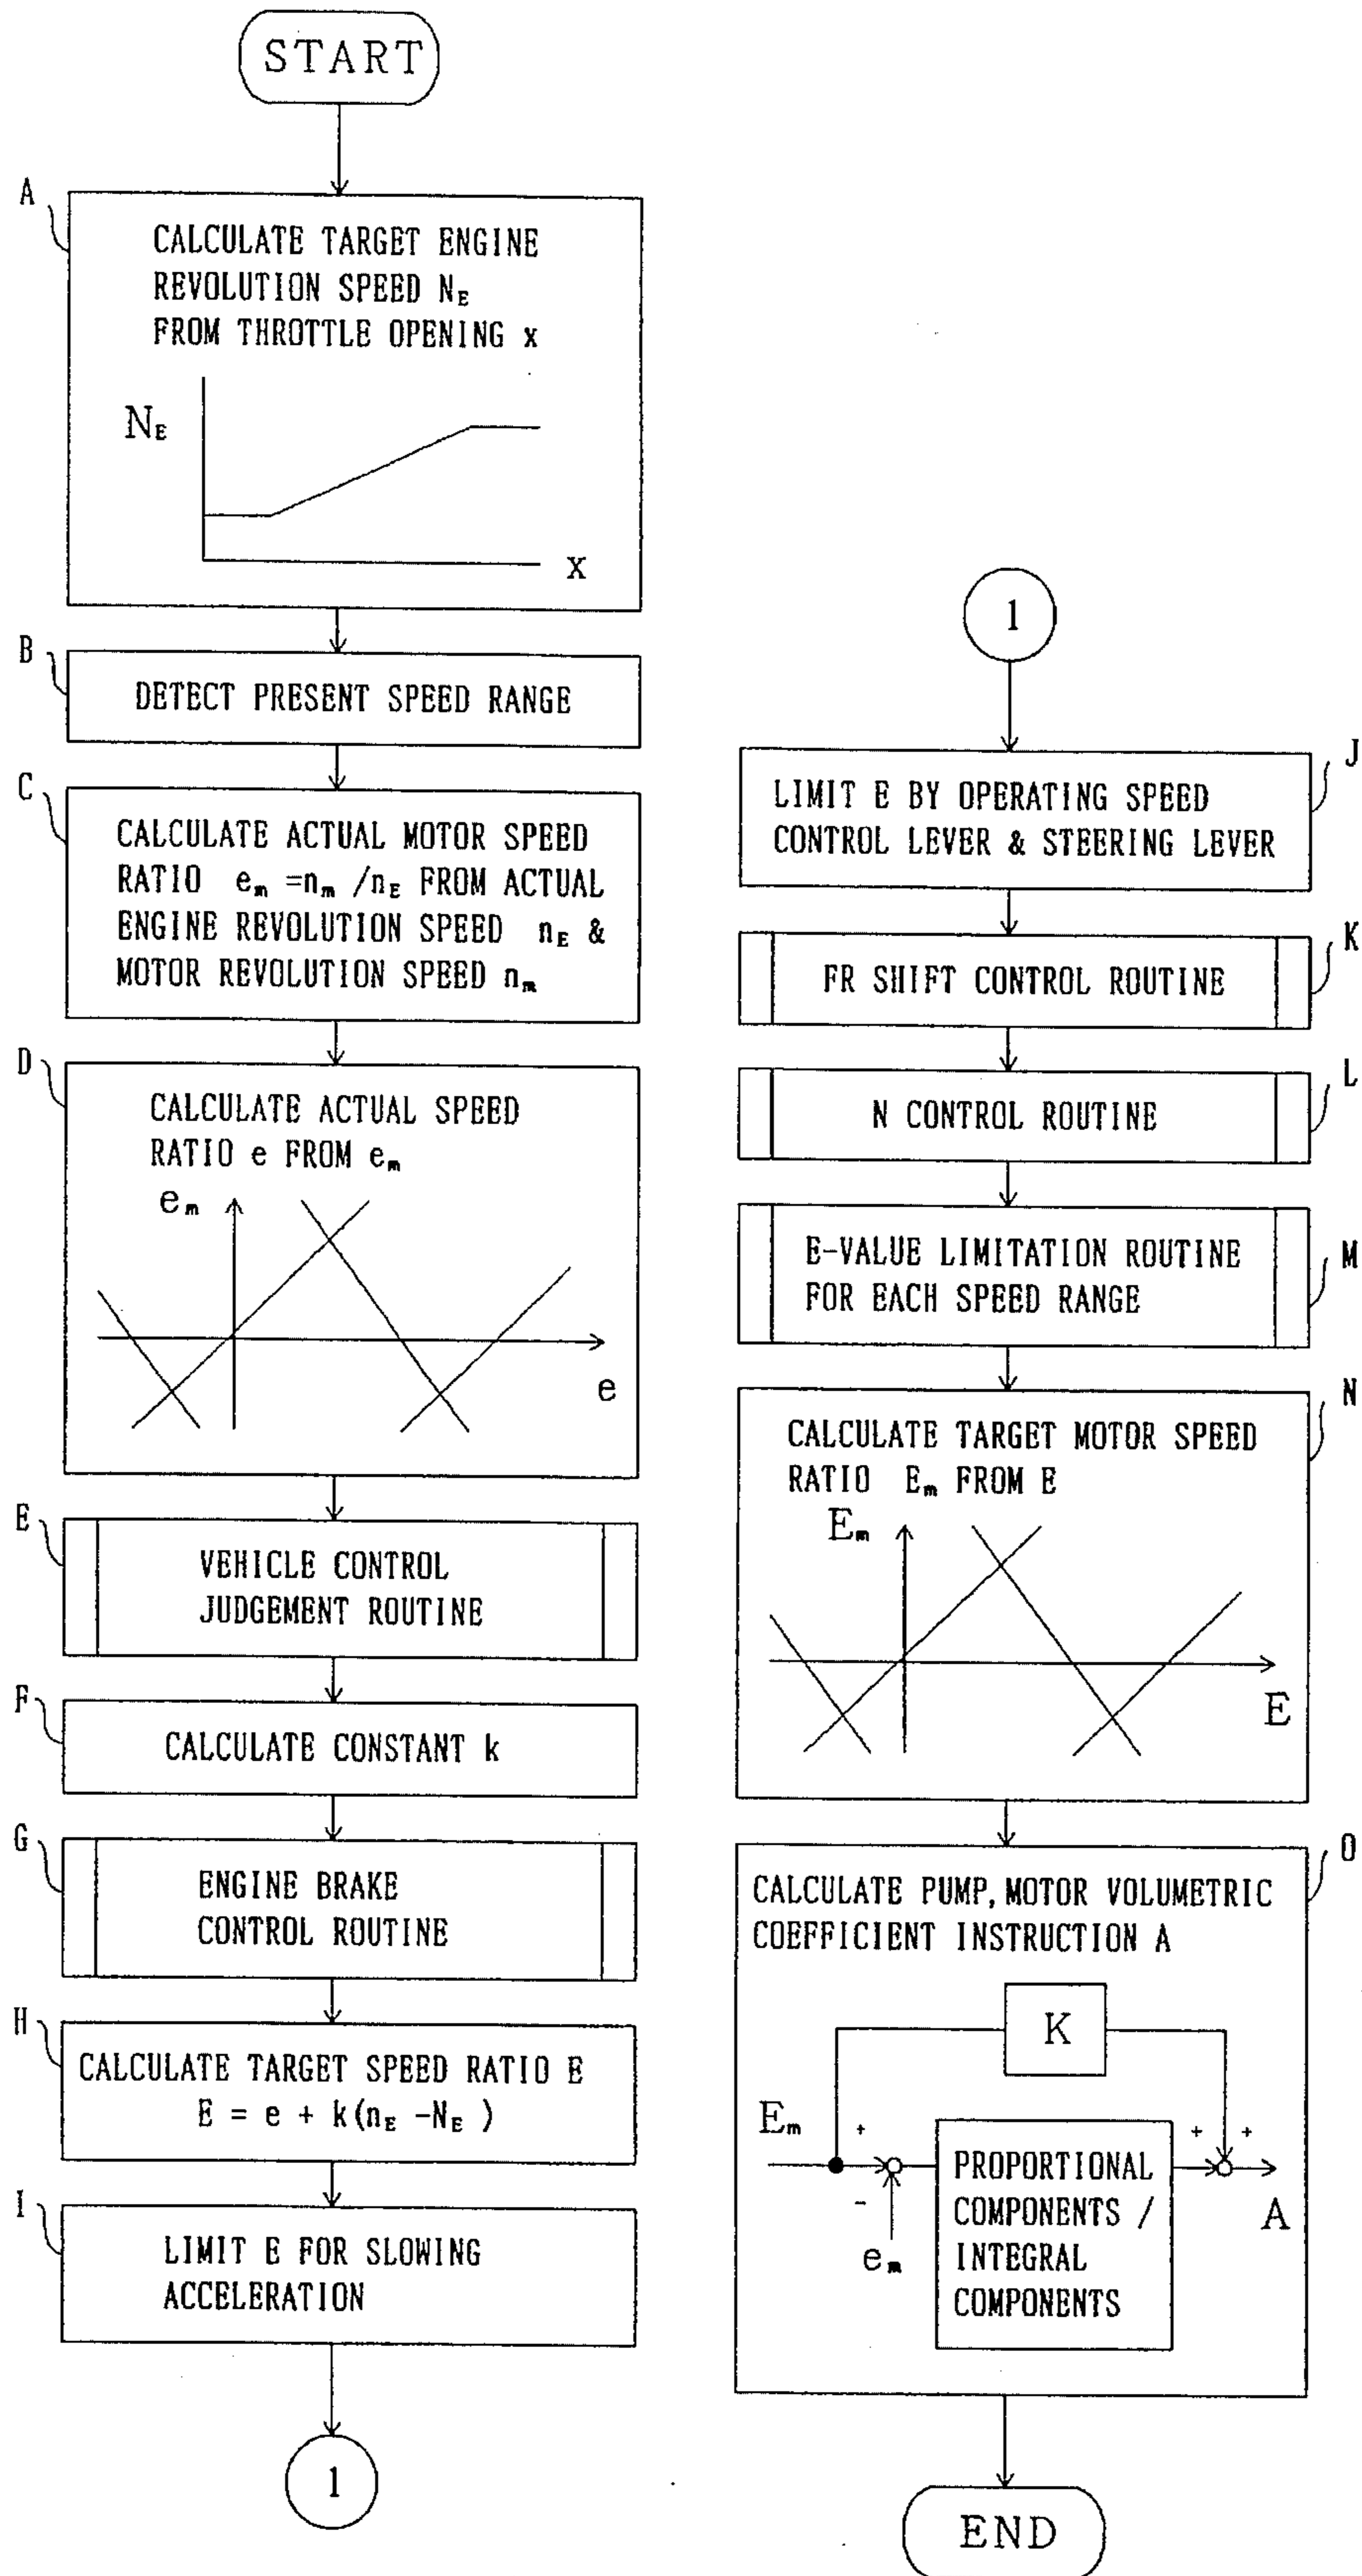 START
A
CALCULATE TARGET ENGINE
REVOLUTION SPEED N_E
FROM THROTTLE OPENING x
N_E
x
B
DETECT PRESENT SPEED RANGE
C
CALCULATE ACTUAL MOTOR SPEED
RATIO e_m =n_m /n_E FROM ACTUAL
ENGINE REVOLUTION SPEED n_E &
MOTOR REVOLUTION SPEED n_m
D
CALCULATE ACTUAL SPEED
RATIO e FROM e_m
e_m
e
E
VEHICLE CONTROL
JUDGEMENT ROUTINE
F
CALCULATE CONSTANT k
G
ENGINE BRAKE
CONTROL ROUTINE
H
CALCULATE TARGET SPEED RATIO E
E = e + k(n_E -N_E )
I
LIMIT E FOR SLOWING
ACCELERATION
1
1
J
LIMIT E BY OPERATING SPEED
CONTROL LEVER & STEERING LEVER
K
FR SHIFT CONTROL ROUTINE
L
N CONTROL ROUTINE
M
E-VALUE LIMITATION ROUTINE
FOR EACH SPEED RANGE
N
CALCULATE TARGET MOTOR SPEED
RATIO E_m FROM E
E_m
E
O
CALCULATE PUMP, MOTOR VOLUMETRIC
COEFFICIENT INSTRUCTION A
K
E_m
+
-
e_m
PROPORTIONAL
COMPONENTS /
INTEGRAL
COMPONENTS
+ +
A
END